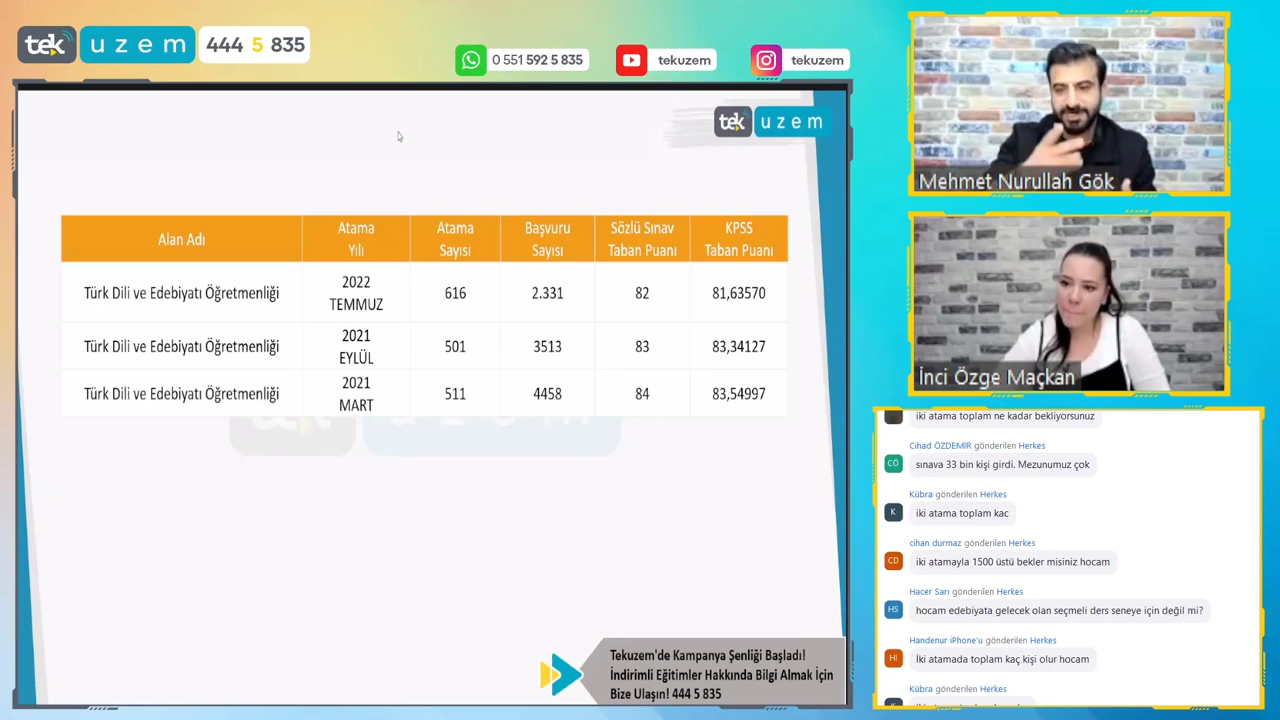 tek uzem 444 5 835
0 551 592 5 835
tekuzem
tekuzem
tek uzem
Alan Adı | Atama Yılı | Atama Sayısı | Başvuru Sayısı | Sözlü Sınav Taban Puanı | KPSS Taban Puanı
Türk Dili ve Edebiyatı Öğretmenliği | 2022 TEMMUZ | 616 | 2.331 | 82 | 81,63570
Türk Dili ve Edebiyatı Öğretmenliği | 2021 EYLÜL | 501 | 3513 | 83 | 83,34127
Türk Dili ve Edebiyatı Öğretmenliği | 2021 MART | 511 | 4458 | 84 | 83,54997
Tekuzem'de Kampanya Şenliği Başladı!
İndirimli Eğitimler Hakkında Bilgi Almak İçin
Bize Ulaşın! 444 5 835
Mehmet Nurullah Gök
İnci Özge Maçkan
iki atama toplam ne kadar bekliyorsunuz
Cihad ÖZDEMİR gönderilen Herkes
CÖ
sınava 33 bin kişi girdi. Mezunumuz çok
Kübra gönderilen Herkes
K
iki atama toplam kac
cihan durmaz gönderilen Herkes
CD
iki atamayla 1500 üstü bekler misiniz hocam
Hacer Sarı gönderilen Herkes
HS
hocam edebiyata gelecek olan seçmeli ders seneye için değil mi?
Handenur iPhone'u gönderilen Herkes
HI
İki atamada toplam kaç kişi olur hocam
Kübra gönderilen Herkes
K